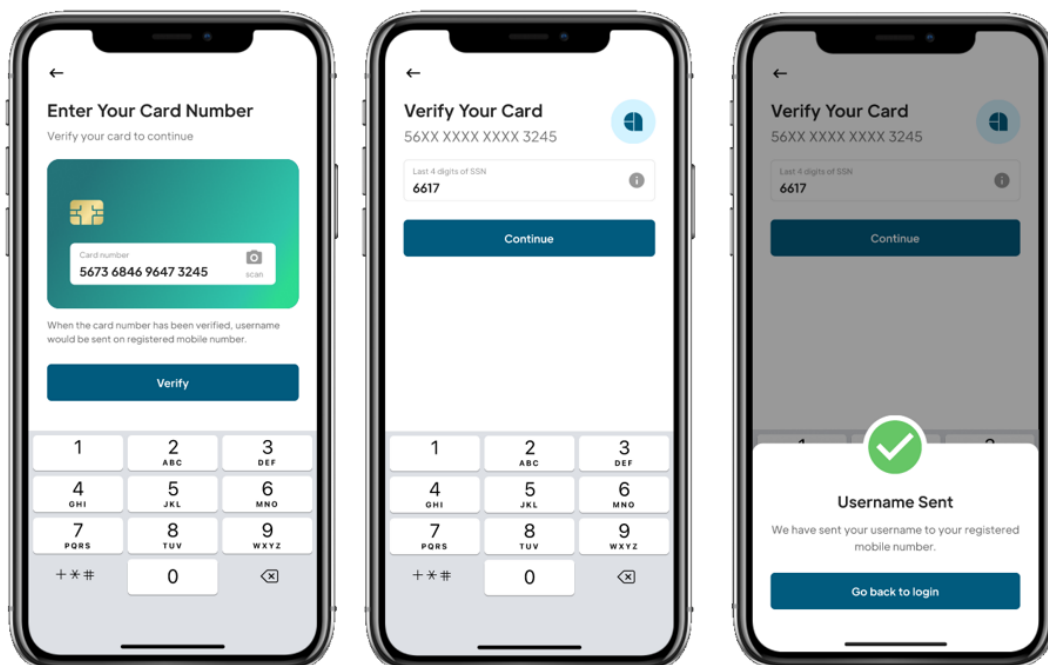 Enter Your Card Number
Verify your card to continue
Card number
5673 6846 9647 3245
scan
When the card number has been verified, username
would be sent on registered mobile number.
Verify
1
2
3
ABC
DEF
4
5
6
GHI
JKL
MNO
7
8
9
PQRS
TUV
WXYZ
+*#
0
Verify Your Card
56XX XXXX XXXX 3245
Last 4 digits of SSN
6617
Continue
1
2
3
ABC
DEF
4
5
6
GHI
JKL
MNO
7
8
9
PQRS
TUV
WXYZ
+*#
0
Verify Your Card
56XX XXXX XXXX 3245
Last 4 digits of SSN
6617
Continue
Username Sent
We have sent your username to your registered
mobile number.
Go back to login